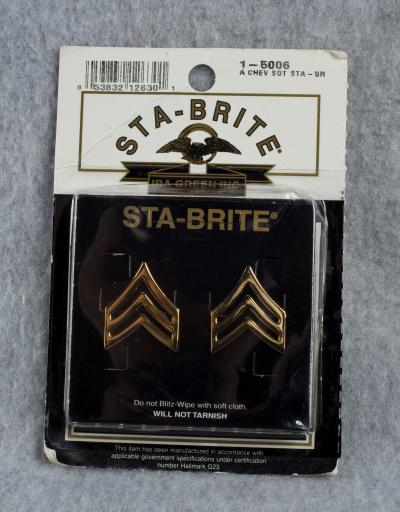 1-5006
A CHEV SGT STA-BR
0 53832 12630 1
STA-BRITE®
IRA GREEN INC.
STA-BRITE®
Do not Blitz-Wipe with soft cloth.
WILL NOT TARNISH
This item has been manufactured in accordance with
applicable government specifications under certification
number Hallmark G23